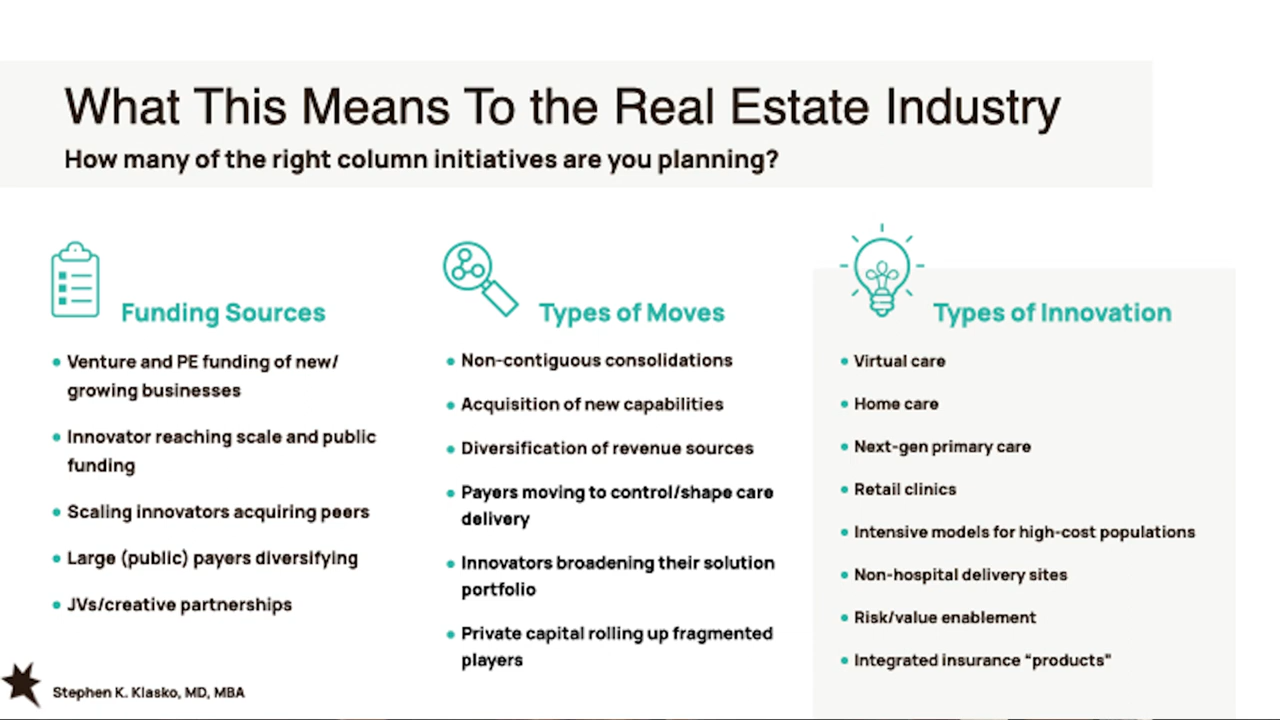 What This Means To the Real Estate Industry
How many of the right column initiatives are you planning?
Funding Sources
• Venture and PE funding of new/
growing businesses
• Innovator reaching scale and public
funding
• Scaling innovators acquiring peers
• Large (public) payers diversifying
• JVs/creative partnerships
Types of Moves
• Non-contiguous consolidations
• Acquisition of new capabilities
• Diversification of revenue sources
• Payers moving to control/shape care
delivery
• Innovators broadening their solution
portfolio
• Private capital rolling up fragmented
players
Types of Innovation
• Virtual care
• Home care
• Next-gen primary care
• Retail clinics
• Intensive models for high-cost populations
• Non-hospital delivery sites
• Risk/value enablement
• Integrated insurance “products”
Stephen K. Klasko, MD, MBA